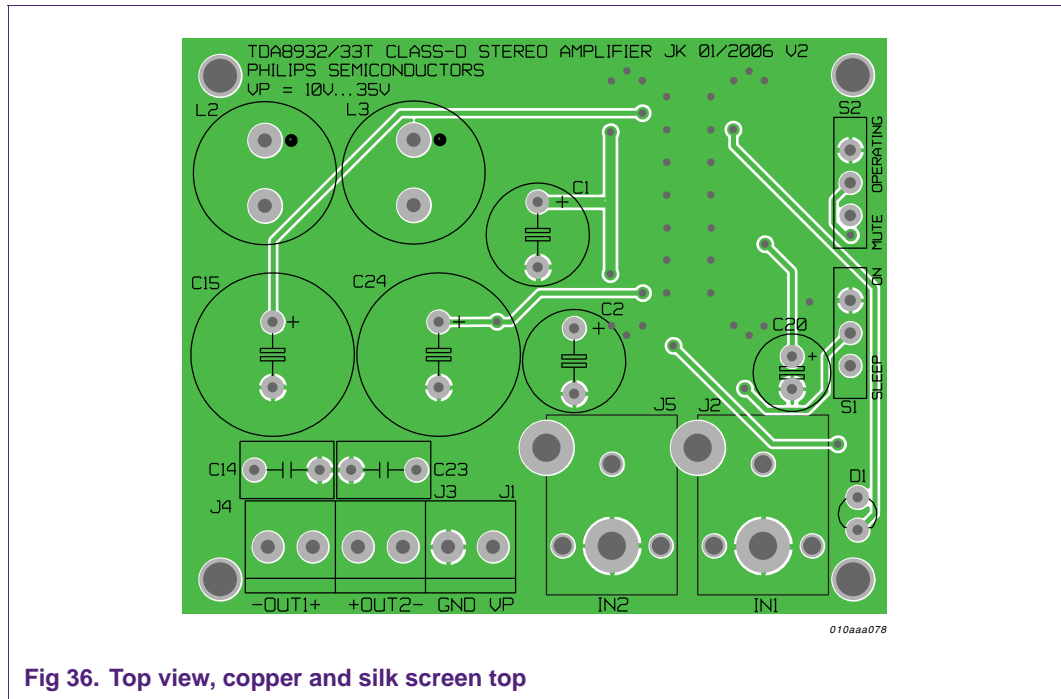 TDA8932/33T CLASS-D STEREO AMPLIFIER JK 01/2006 V2
PHILIPS SEMICONDUCTORS
VP = 10V...35V
L2
L3
S2
OPERATING
MUTE
C1
+
C15
+
C24
+
C2
+
C20
+
ON
SLEEP
S1
J5
J2
C14
C23
D1
J4
J3
J1
-OUT1+
+OUT2-
GND
VP
IN2
IN1
010aaa078
Fig 36. Top view, copper and silk screen top